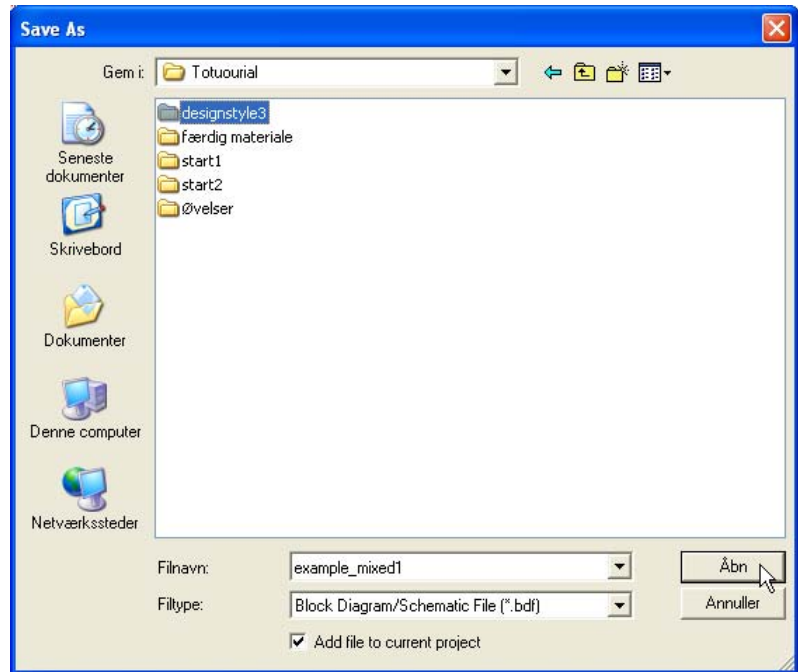 Save As
Gem i:
Totuourial
Seneste
dokumenter
Skrivebord
Dokumenter
Denne computer
Netværkssteder
designstyle3
færdig materiale
start1
start2
Øvelser
Filnavn:
example_mixed1
Åbn
Filtype:
Block Diagram/Schematic File (*.bdf)
Annuller
Add file to current project